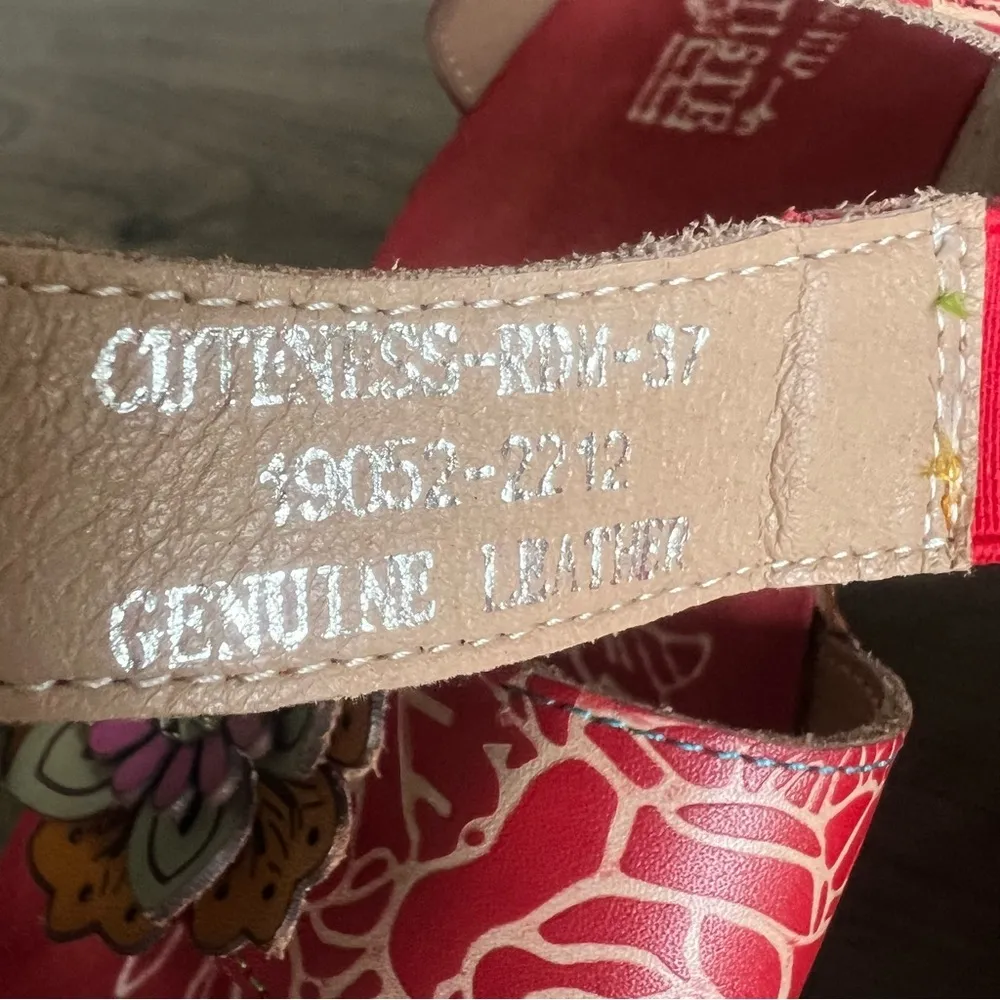 CUTENESS-RDM-37
19052-2212
GENUINE LEATHER